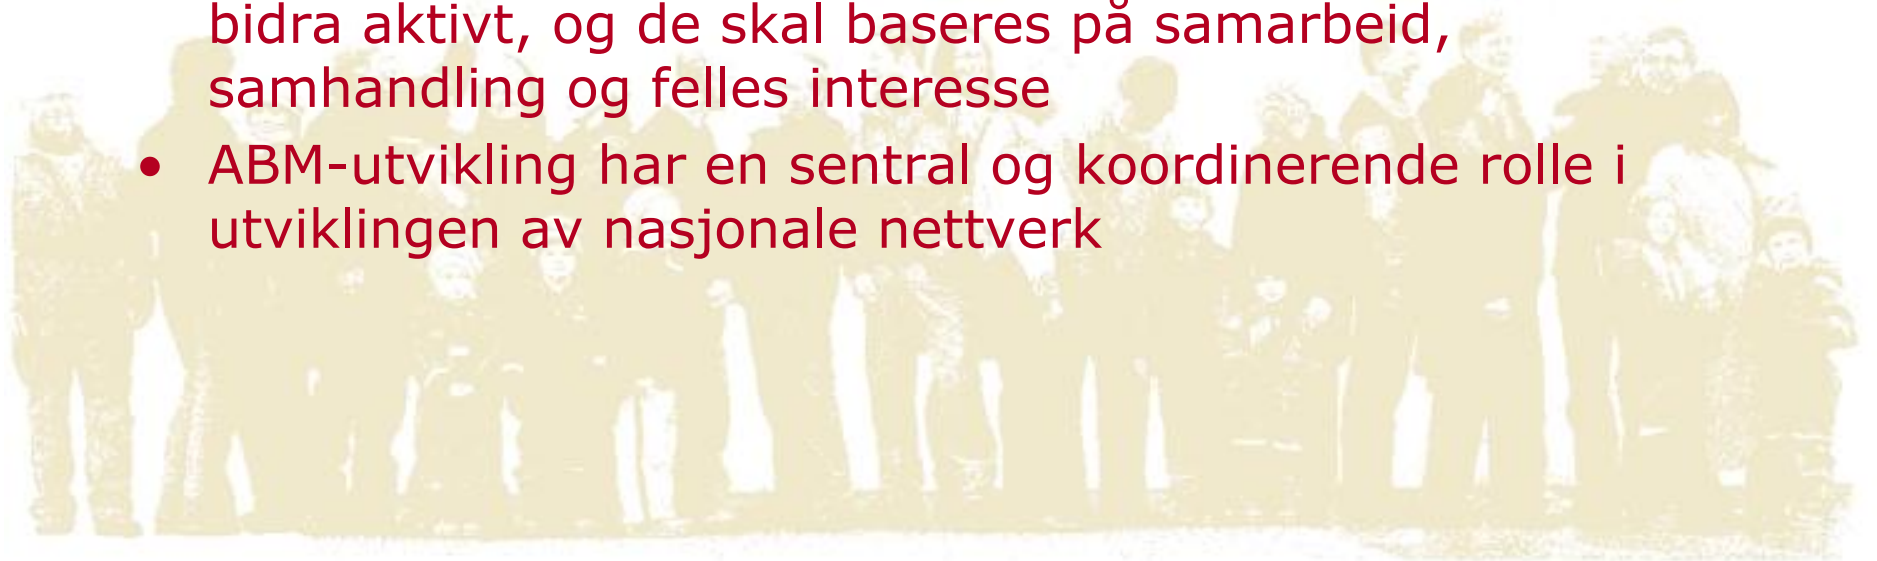 bidra aktivt, og de skal baseres på samarbeid,
samhandling og felles interesse
• ABM-utvikling har en sentral og koordinerende rolle i
utviklingen av nasjonale nettverk